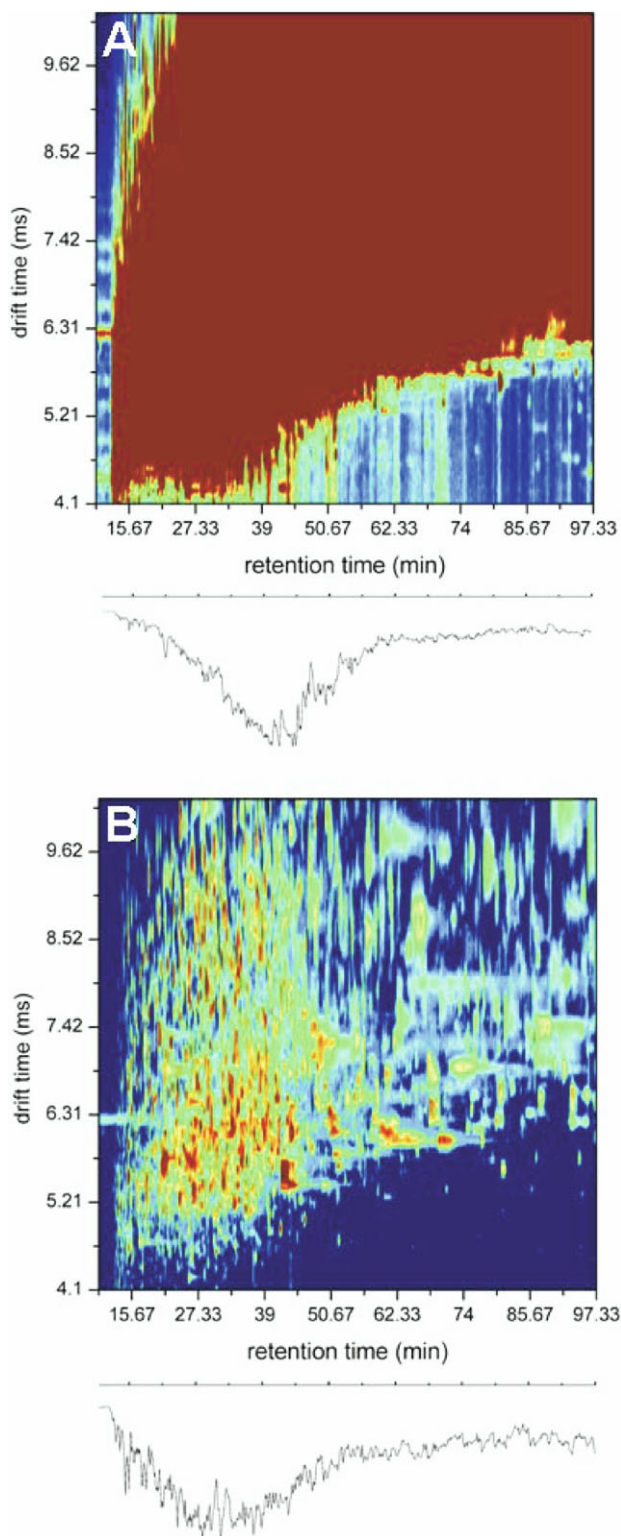 A
9.62
8.52
7.42
6.31
5.21
4.1
drift time (ms)
15.67 27.33 39 50.67 62.33 74 85.67 97.33
retention time (min)
B
9.62
8.52
7.42
6.31
5.21
4.1
drift time (ms)
15.67 27.33 39 50.67 62.33 74 85.67 97.33
retention time (min)